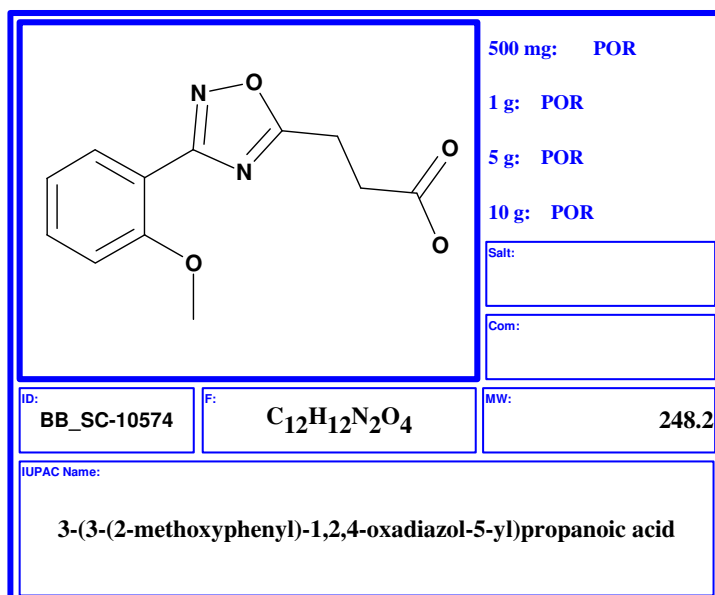 500 mg: POR
1 g: POR
5 g: POR
10 g: POR
O
N
N
O
O
O
Salt:
Com:
ID:
BB_SC-10574
F:
C12H12N2O4
MW:
248.2
IUPAC Name:
3-(3-(2-methoxyphenyl)-1,2,4-oxadiazol-5-yl)propanoic acid